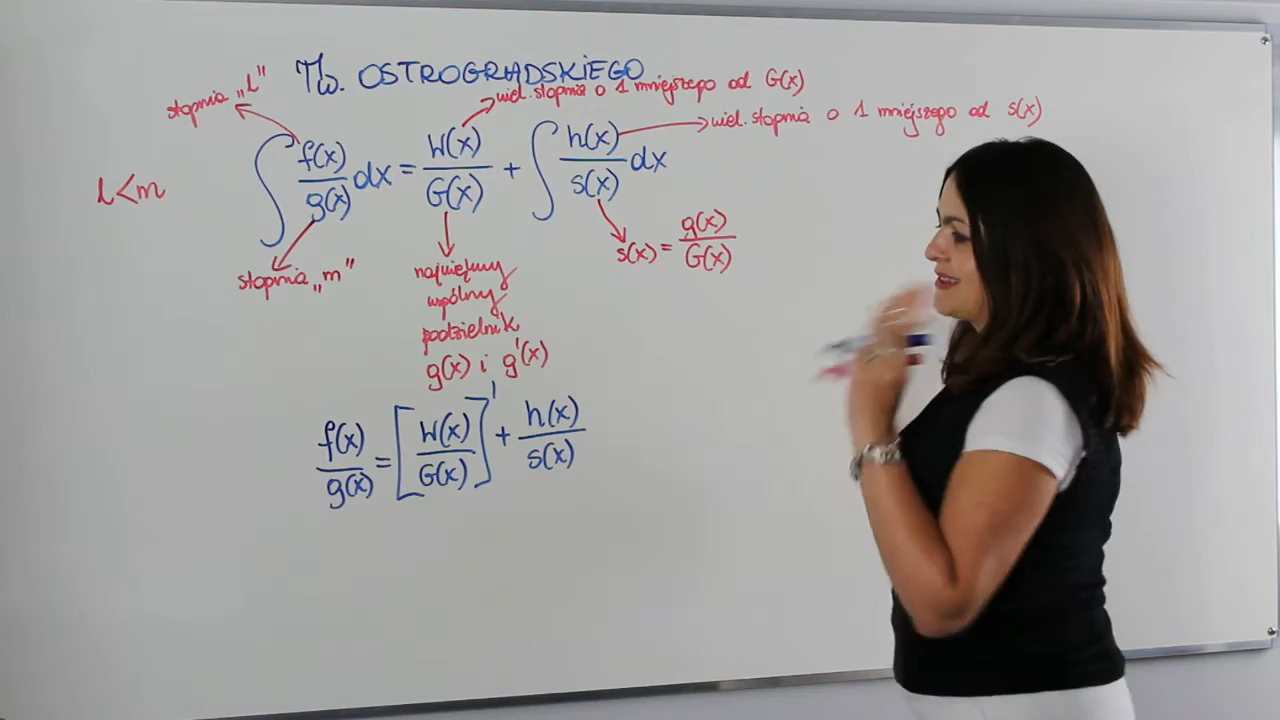 Tw. OSTROGRADSKIEGO
stopnia „l"
wiel. stopnia o 1 mniejszego od G(x)
wiel. stopnia o 1 mniejszego od s(x)
l < m
∫ f(x)/g(x) dx = W(x)/G(x) + ∫ h(x)/s(x) dx
stopnia „m"
s(x) = g(x)/G(x)
największy
wspólny
podzielnik
g(x) i g'(x)
f(x)/g(x) = [W(x)/G(x)]' + h(x)/s(x)